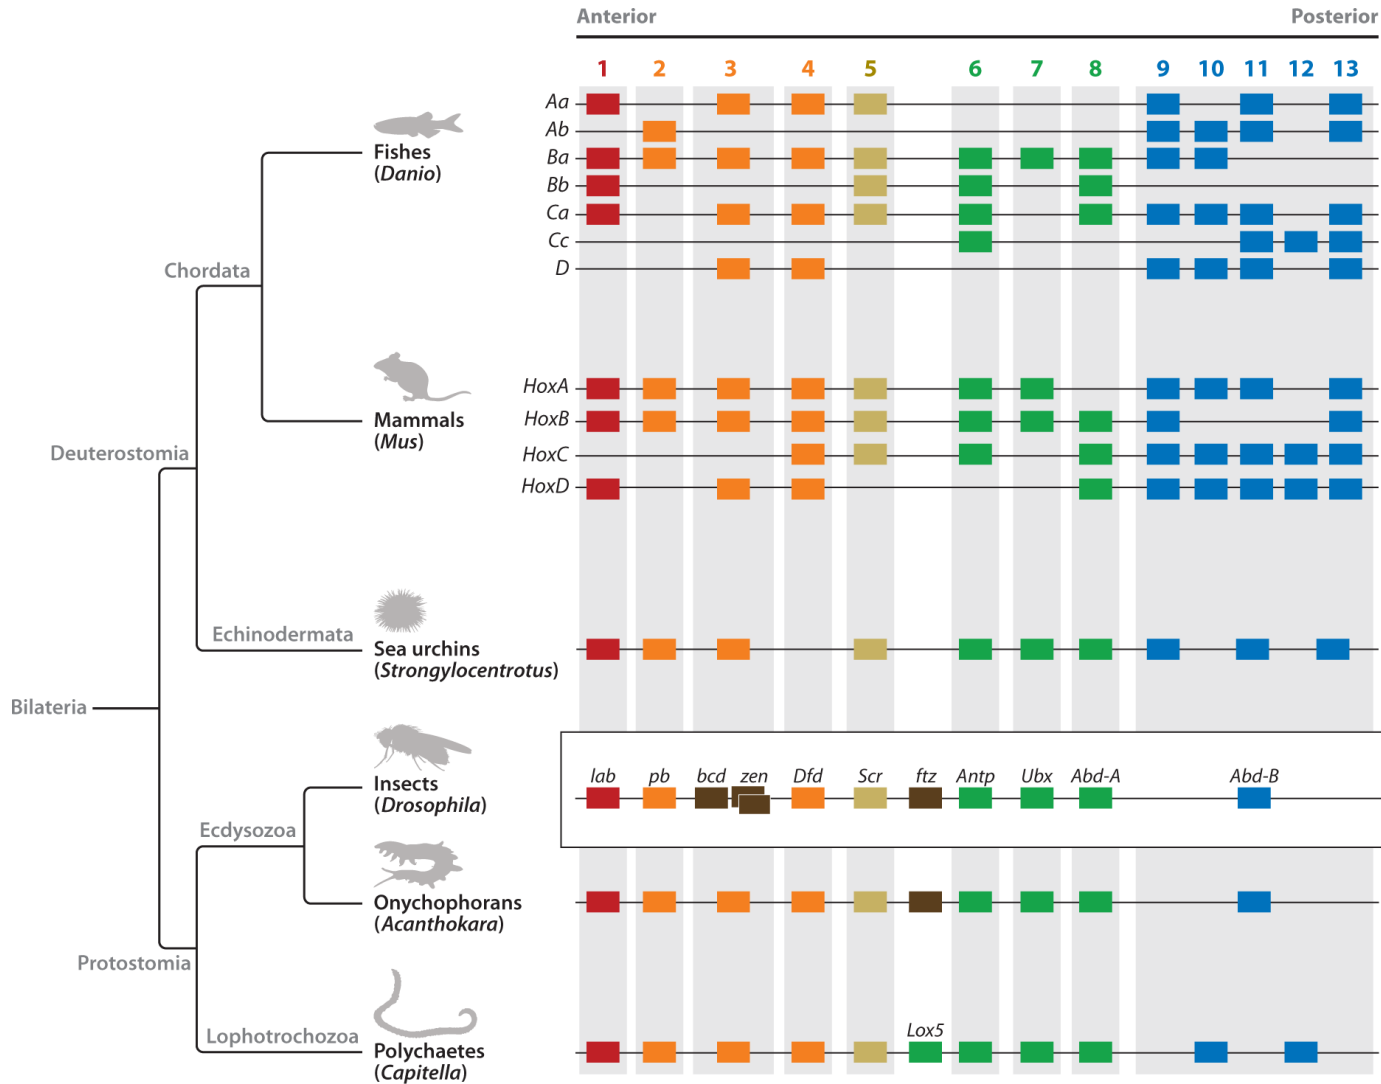 Anterior Posterior
1 2 3 4 5 6 7 8 9 10 11 12 13
Aa
Ab
Fishes
(Danio)
Ba
Bb
Ca
Cc
D
Chordata
HoxA
Mammals
(Mus)
HoxB
HoxC
HoxD
Deuterostomia
Echinodermata
Sea urchins
(Strongylocentrotus)
Bilateria
lab pb bcd zen Dfd Scr ftz Antp Ubx Abd-A Abd-B
Insects
(Drosophila)
Ecdysozoa
Onychophorans
(Acanthokara)
Protostomia
Lox5
Lophotrochozoa
Polychaetes
(Capitella)